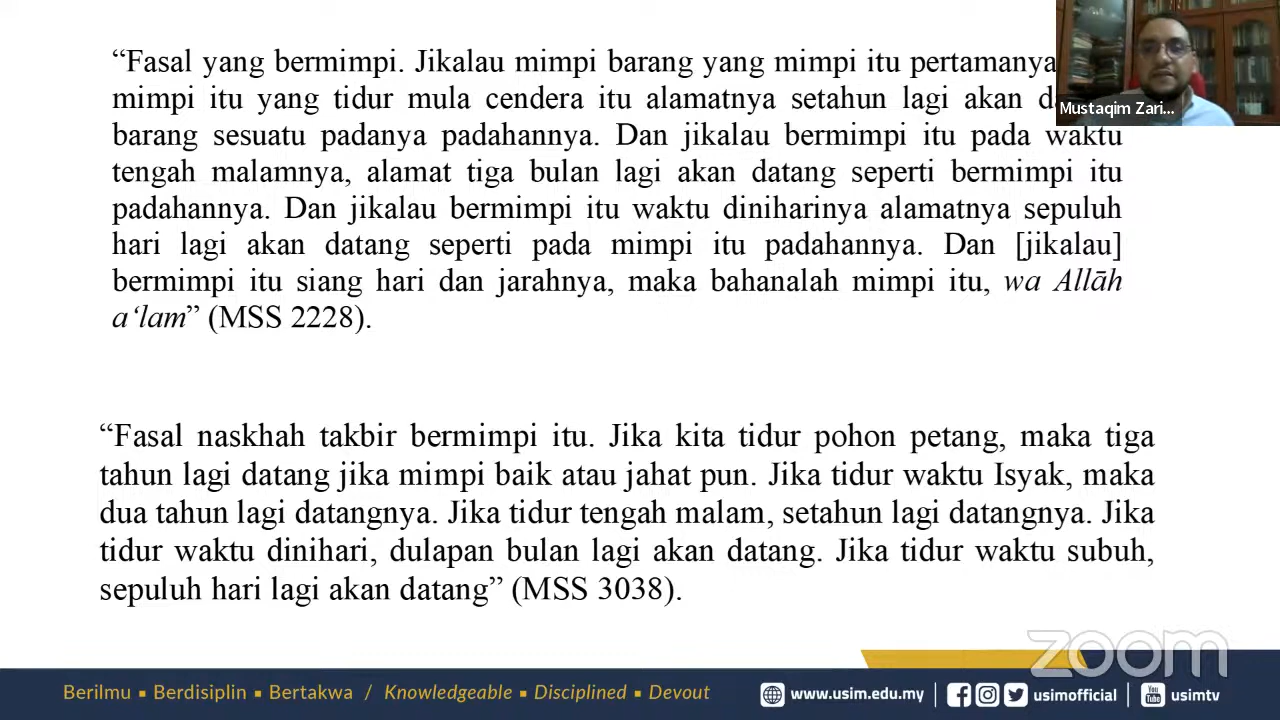 “Fasal yang bermimpi. Jikalau mimpi barang yang mimpi itu pertamanya
mimpi itu yang tidur mula cendera itu alamatnya setahun lagi akan
barang sesuatu padanya padahannya. Dan jikalau bermimpi itu pada waktu
tengah malamnya, alamat tiga bulan lagi akan datang seperti bermimpi itu
padahannya. Dan jikalau bermimpi itu waktu diniharinya alamatnya sepuluh
hari lagi akan datang seperti pada mimpi itu padahannya. Dan [jikalau]
bermimpi itu siang hari dan jarahnya, maka bahanalah mimpi itu, wa Allāh
a‘lam” (MSS 2228).
Mustaqim Zari...
“Fasal naskhah takbir bermimpi itu. Jika kita tidur pohon petang, maka tiga
tahun lagi datang jika mimpi baik atau jahat pun. Jika tidur waktu Isyak, maka
dua tahun lagi datangnya. Jika tidur tengah malam, setahun lagi datangnya. Jika
tidur waktu dinihari, dulapan bulan lagi akan datang. Jika tidur waktu subuh,
sepuluh hari lagi akan datang” (MSS 3038).
zoom
Berilmu ▪ Berdisiplin ▪ Bertakwa / Knowledgeable ▪ Disciplined ▪ Devout
www.usim.edu.my | usimofficial | You Tube usimtv